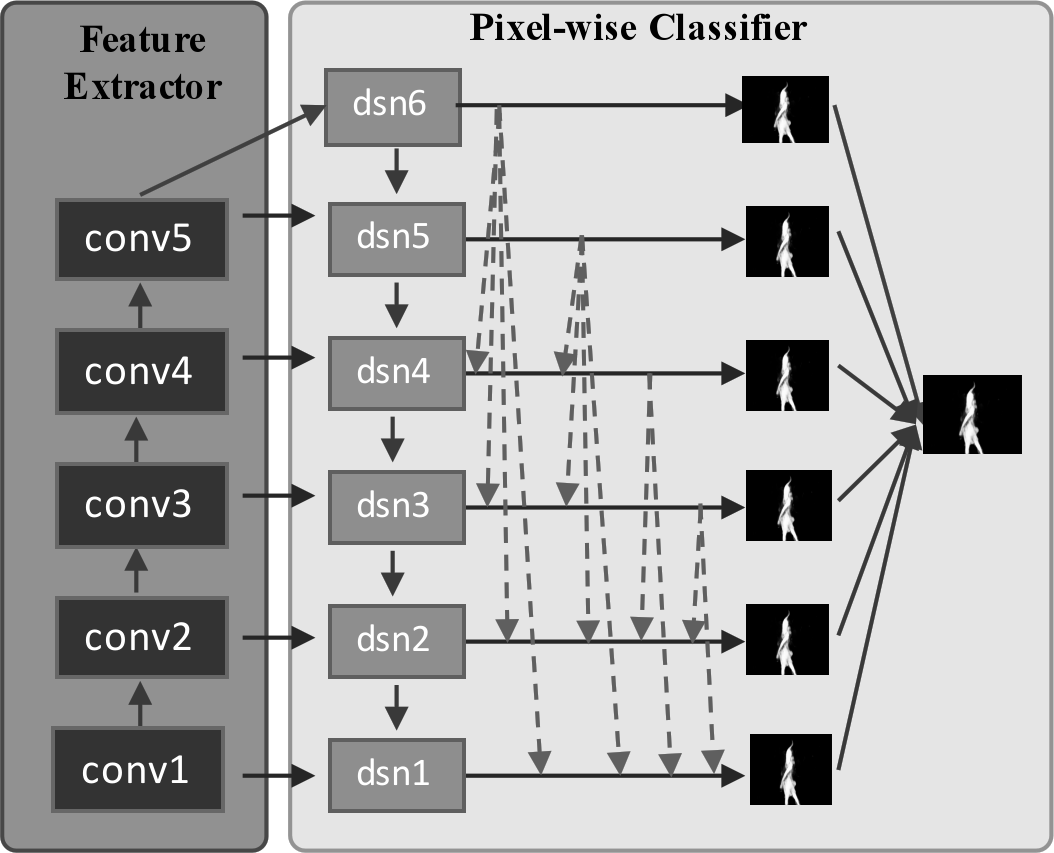 Feature
Extractor
Pixel-wise Classifier
dsn6
conv5
dsn5
conv4
dsn4
conv3
dsn3
conv2
dsn2
conv1
dsn1